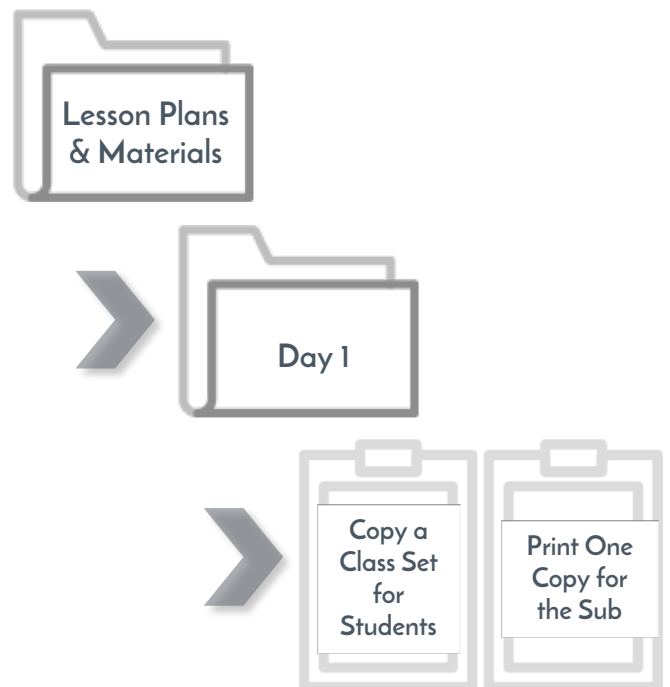 Lesson Plans
& Materials
Day 1
Copy a
Class Set
for
Students
Print One
Copy for
the Sub